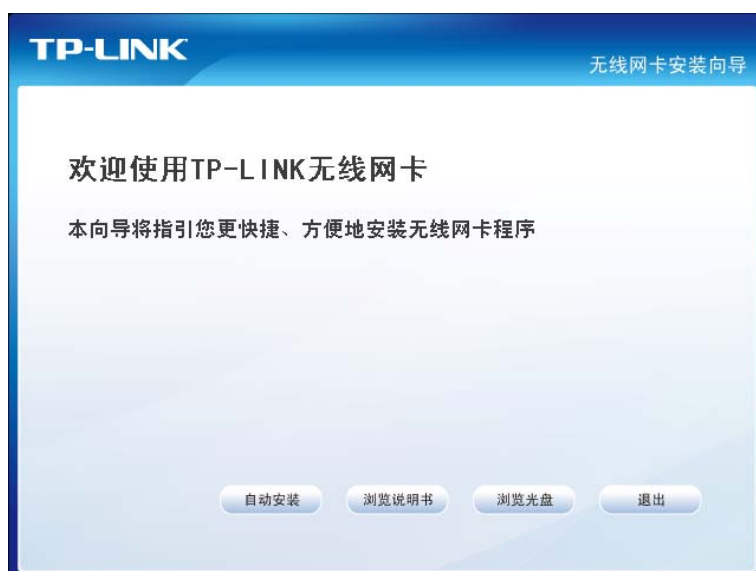 TP-LINK
无线网卡安装向导
欢迎使用TP-LINK无线网卡
本向导将指引您更快捷、方便地安装无线网卡程序
自动安装 浏览说明书 浏览光盘 退出